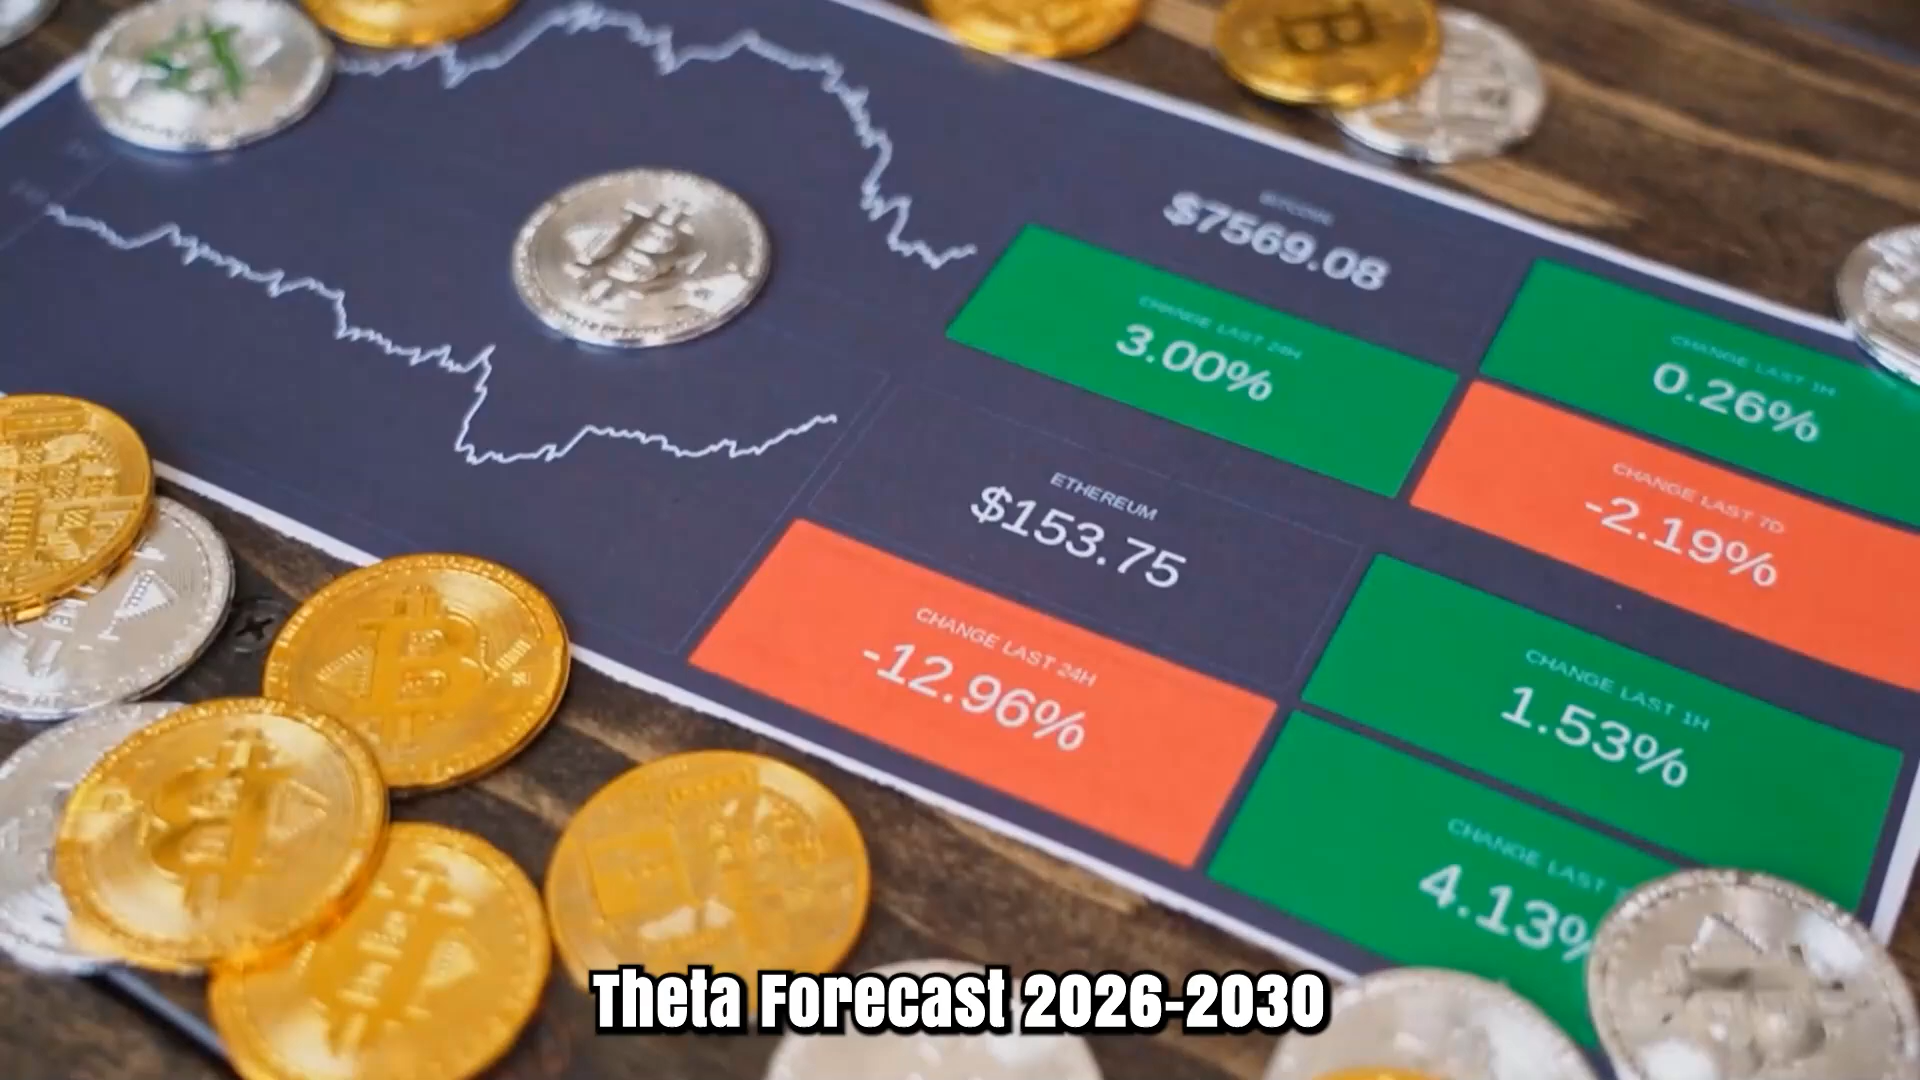 BITCOIN
$7569.08
CHANGE LAST 24H
3.00%
CHANGE LAST 1H
0.26%
CHANGE LAST 7D
-2.19%
ETHEREUM
$153.75
CHANGE LAST 24H
-12.96%
CHANGE LAST 1H
1.53%
CHANGE LAST
4.13%
Theta Forecast 2026-2030